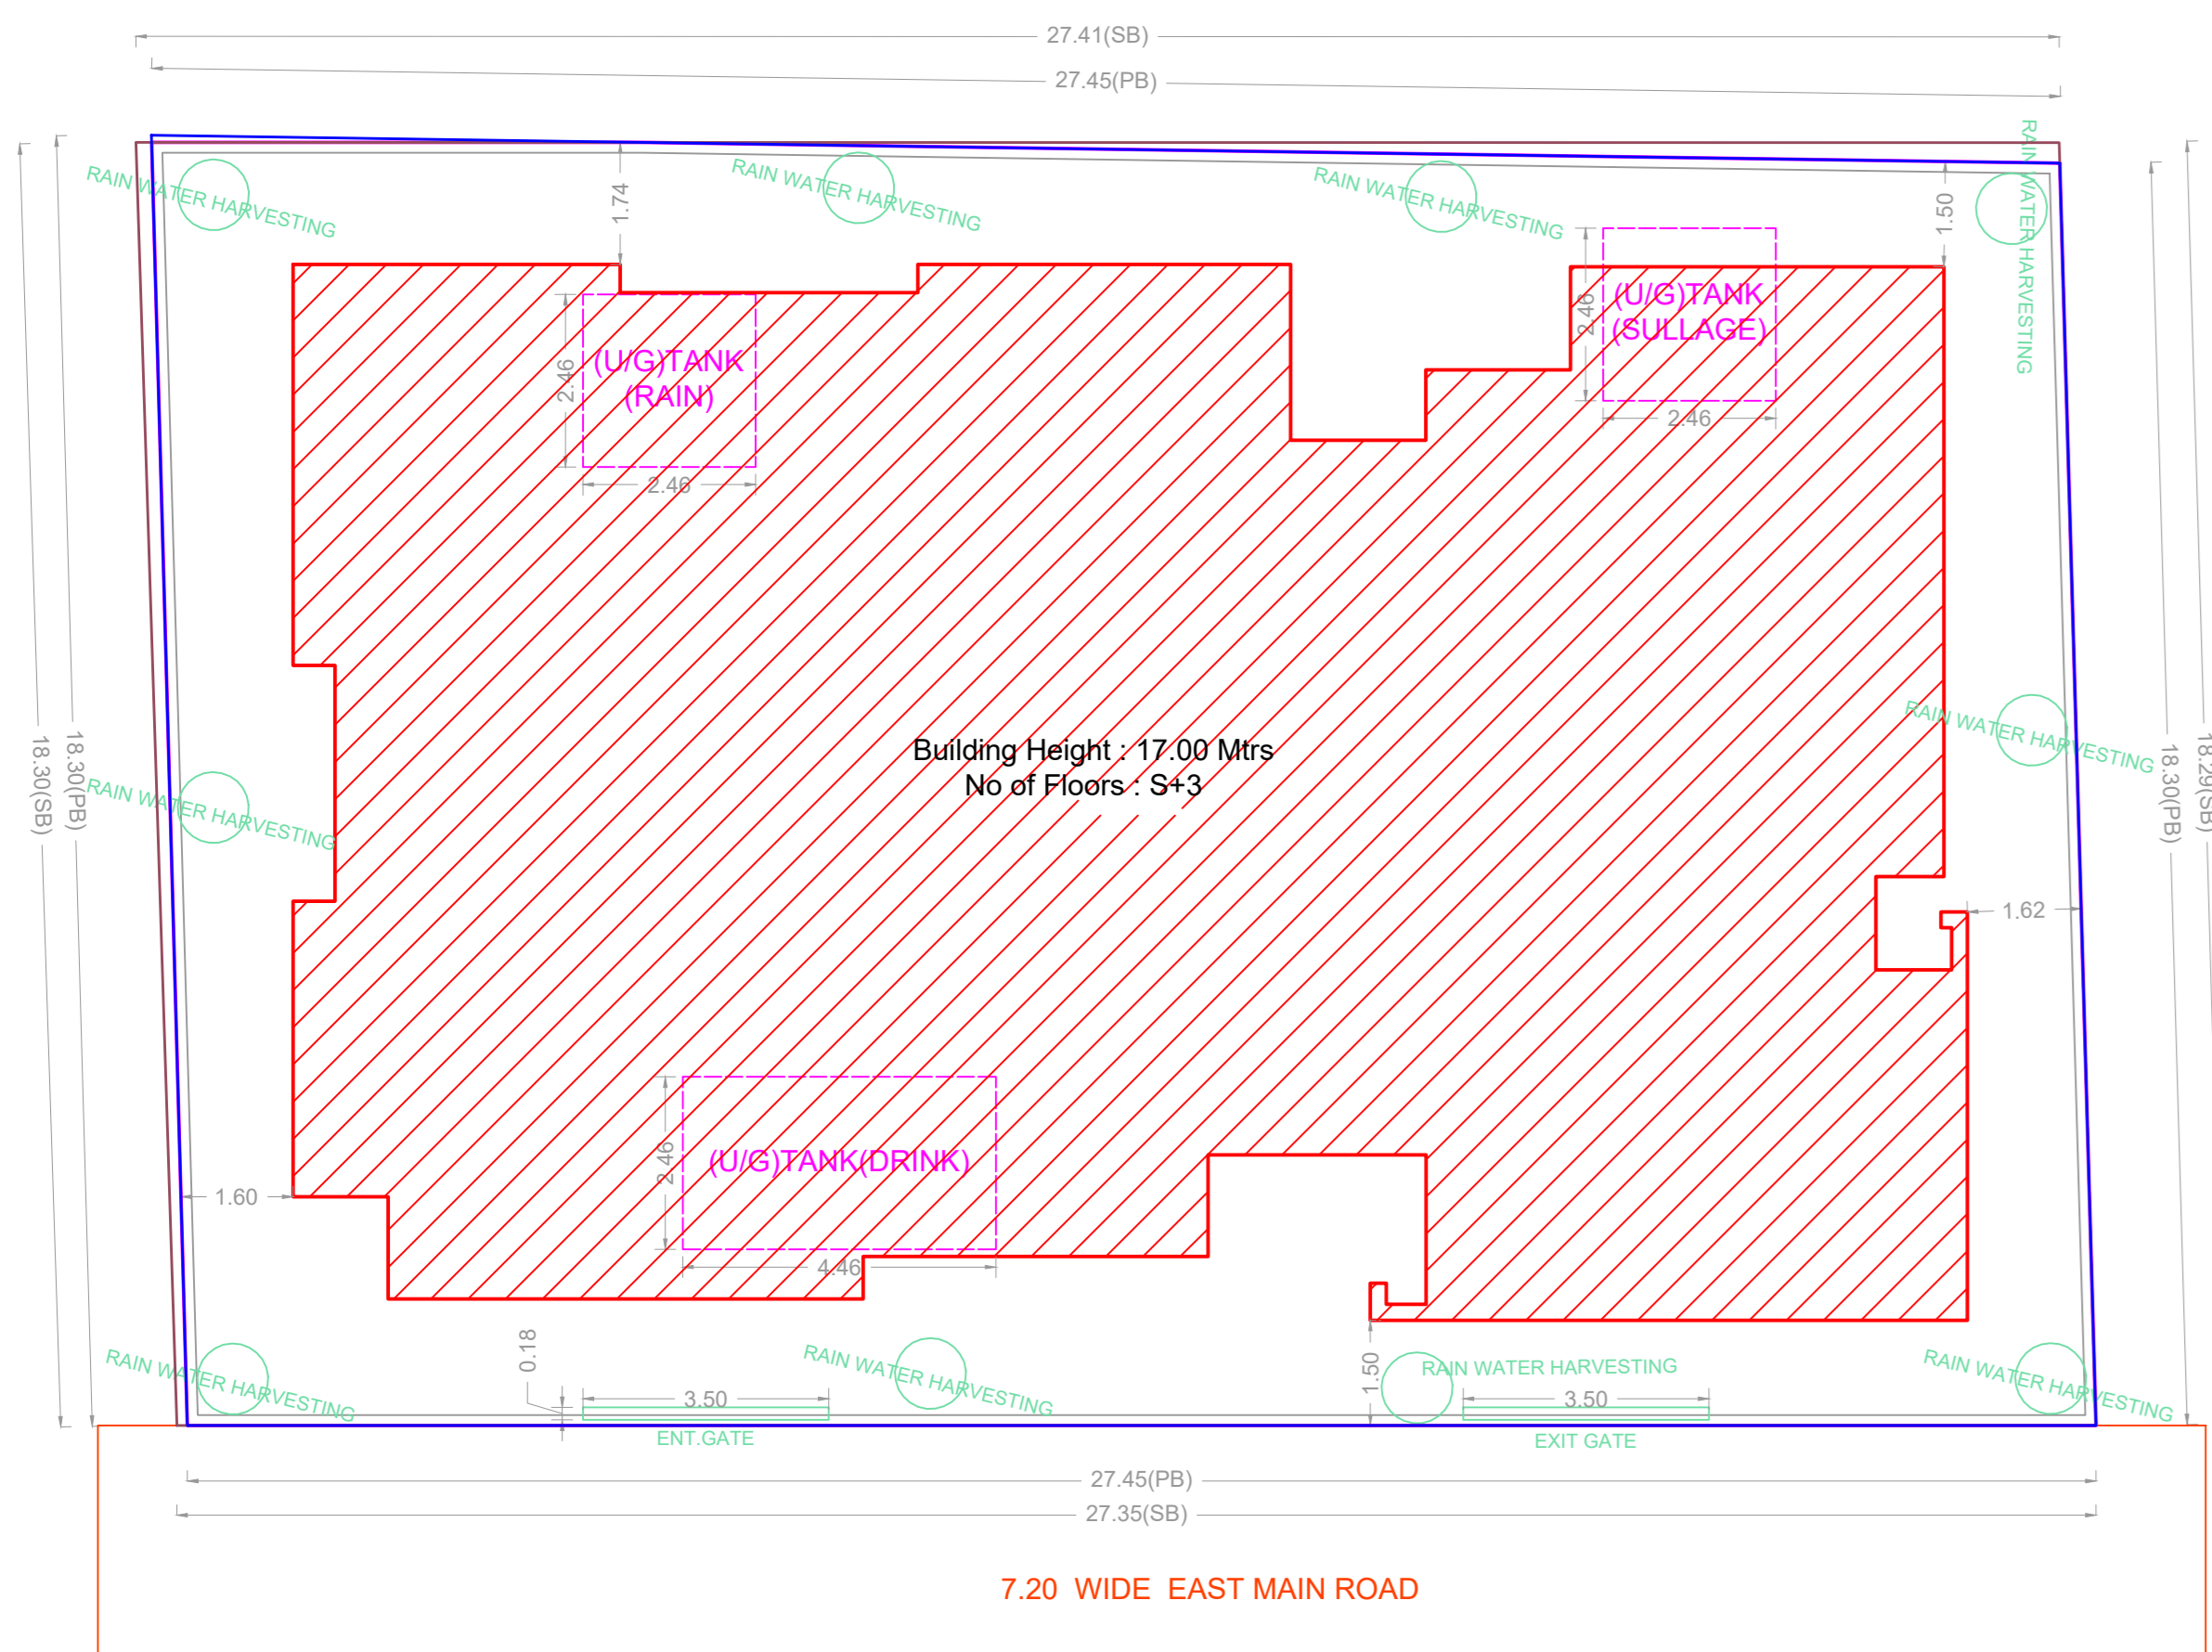 27.41(SB)
27.45(PB)
RAIN WATER HARVESTING
RAIN WATER HARVESTING
RAIN WATER HARVESTING
RAIN WATER HARVESTING
1.74
1.50
(U/G)TANK
(RAIN)
2.46
2.46
(U/G)TANK
(SULLAGE)
2.46
2.46
18.30(SB)
18.30(PB)
Building Height : 17.00 Mtrs
No of Floors : S+3
RAIN WATER HARVESTING
RAIN WATER HARVESTING
18.30(PB)
18.29(SB)
1.62
1.60
(U/G)TANK(DRINK)
2.46
4.46
RAIN WATER HARVESTING
0.18
3.50
ENT.GATE
RAIN WATER HARVESTING
1.50
RAIN WATER HARVESTING
3.50
EXIT GATE
RAIN WATER HARVESTING
27.45(PB)
27.35(SB)
7.20 WIDE EAST MAIN ROAD